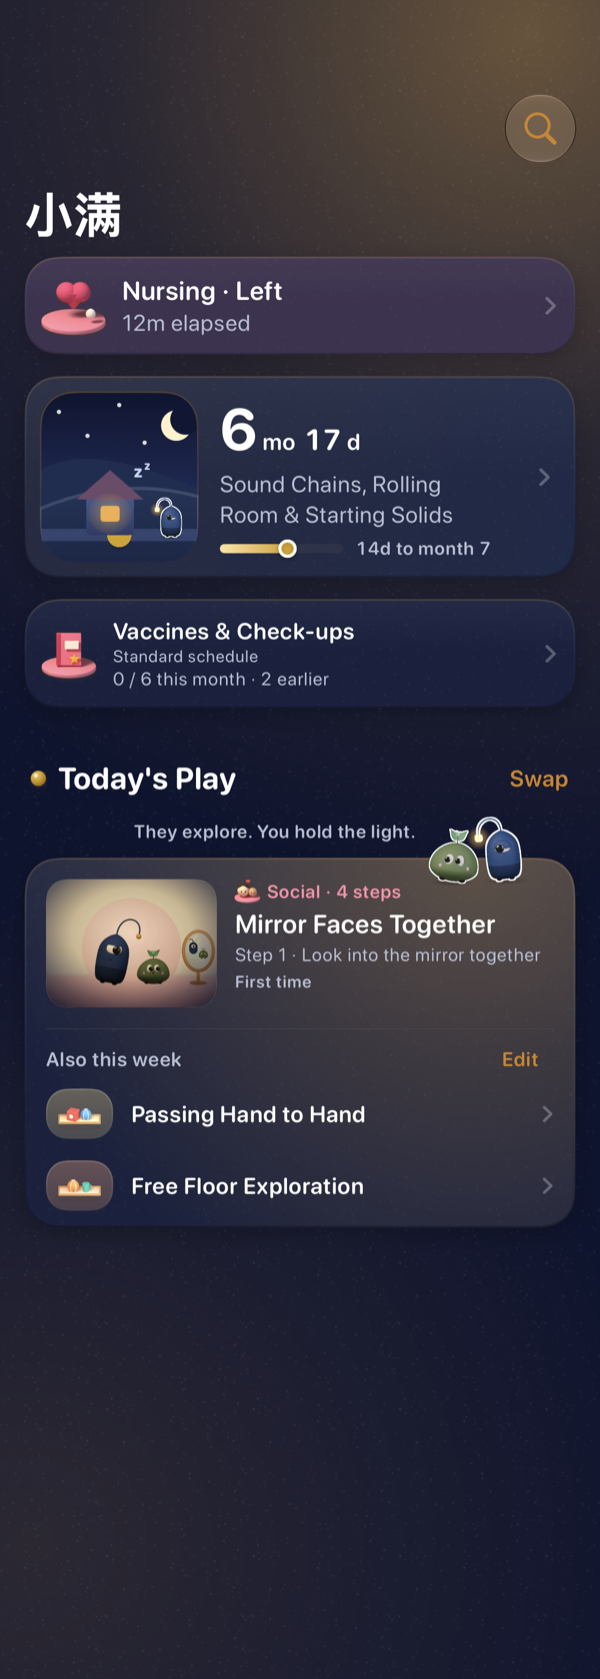 小满
Nursing · Left
12m elapsed
zz
6 mo 17 d
Sound Chains, Rolling
Room & Starting Solids
14d to month 7
Vaccines & Check-ups
Standard schedule
0 / 6 this month · 2 earlier
Today's Play
Swap
They explore. You hold the light.
Social · 4 steps
Mirror Faces Together
Step 1 · Look into the mirror together
First time
Also this week
Edit
Passing Hand to Hand
Free Floor Exploration